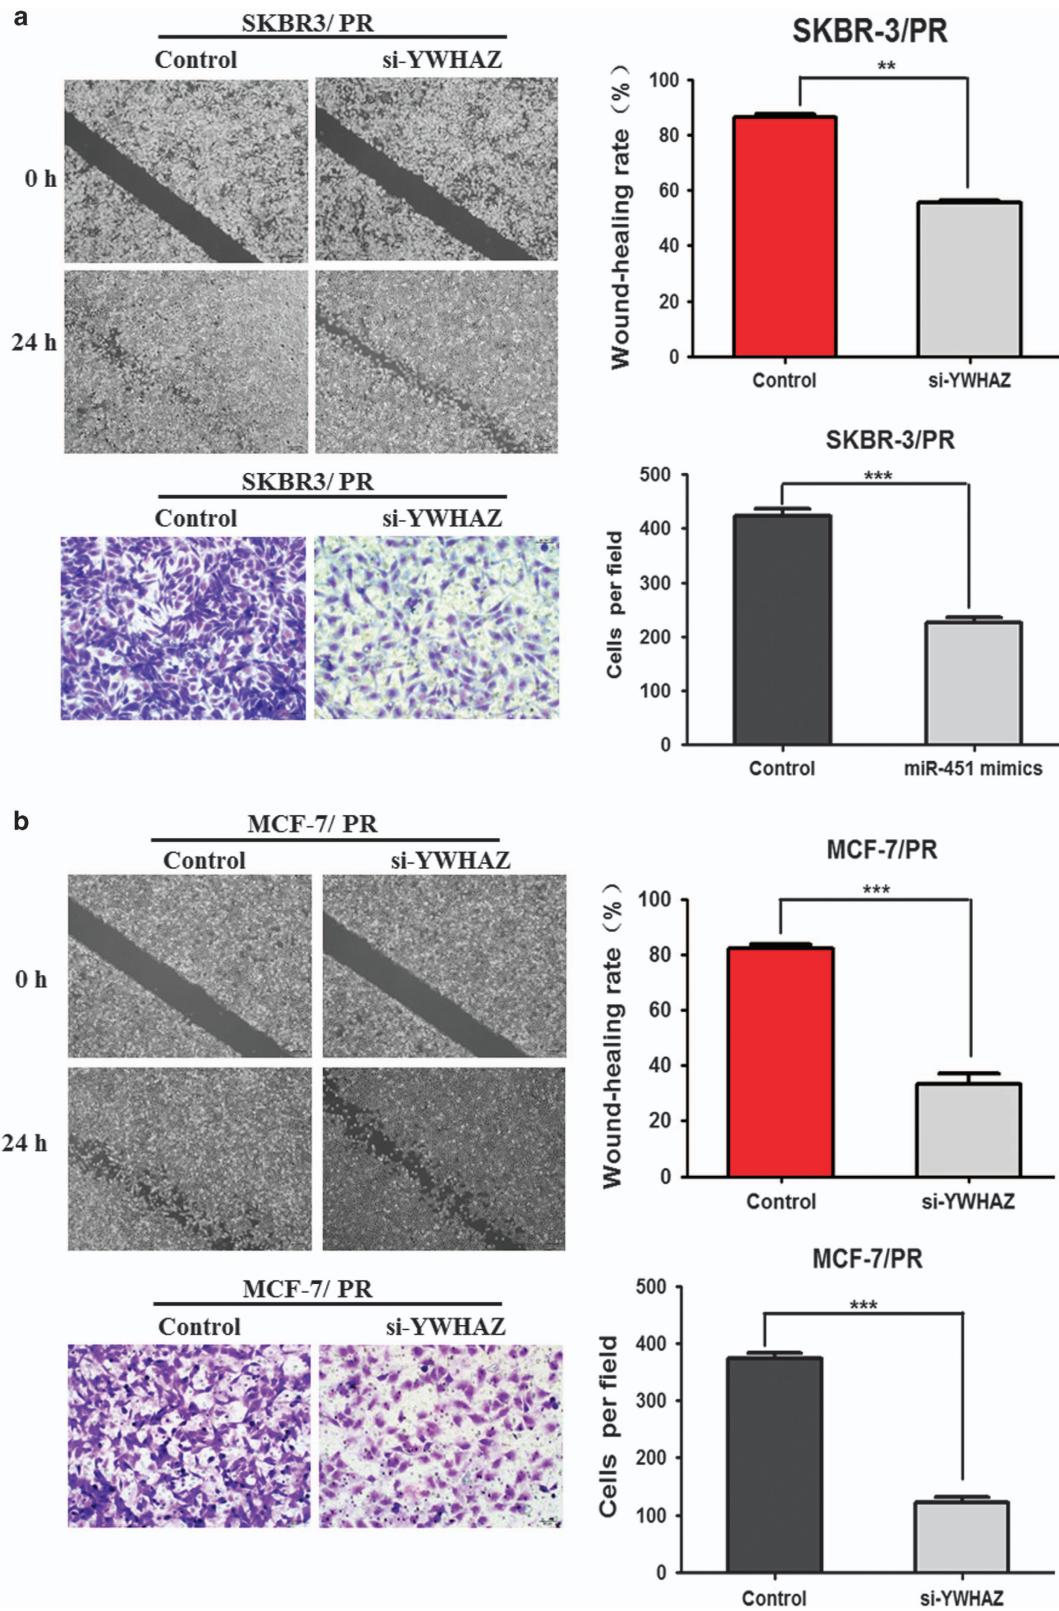 a
SKBR3/ PR
Control si-YWHAZ
0 h
24 h
SKBR-3/PR
Wound-healing rate（%）
100
80
60
40
20
0
**
Control si-YWHAZ
SKBR3/ PR
Control si-YWHAZ
SKBR-3/PR
Cells per field
500
400
300
200
100
0
***
Control miR-451 mimics
b
MCF-7/ PR
Control si-YWHAZ
0 h
24 h
MCF-7/PR
Wound-healing rate（%）
100
80
60
40
20
0
***
Control si-YWHAZ
MCF-7/ PR
Control si-YWHAZ
MCF-7/PR
Cells per field
500
400
300
200
100
0
***
Control si-YWHAZ